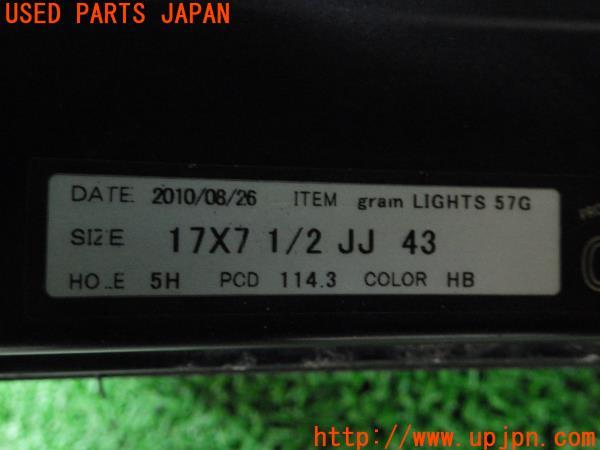 USED PARTS JAPAN
DATE 2010/08/26 ITEM gram LIGHTS 57G
SIZE 17X7 1/2 JJ 43
HO_E 5H PCD 114.3 COLOR HB
http://www.upjpn.com/